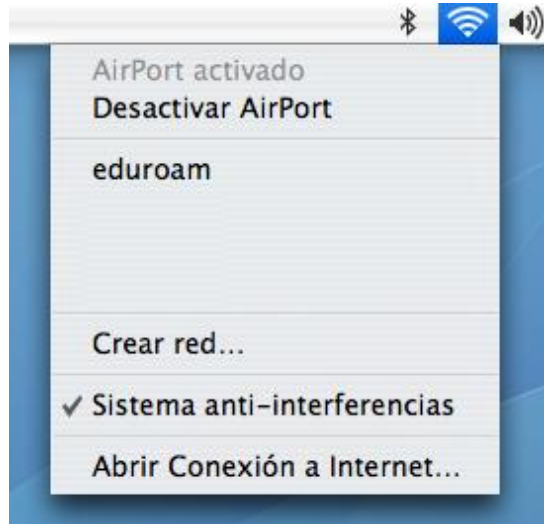 AirPort activado
Desactivar AirPort
eduroam
Crear red...
Sistema anti-interferencias
Abrir Conexión a Internet...